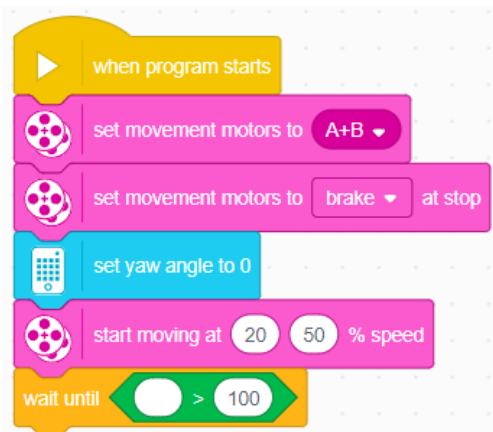 when program starts
set movement motors to A+B
set movement motors to brake at stop
set yaw angle to 0
start moving at 20 50 % speed
wait until > 100